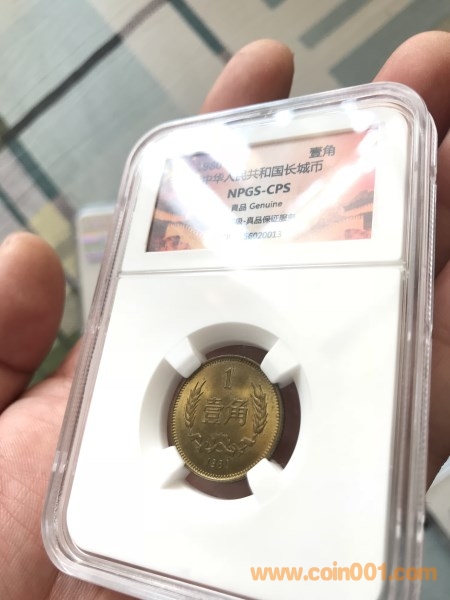 壹角
中华人民共和国长城币
NPGS-CPS
真品 Genuine
1
壹角
www.coin001.com